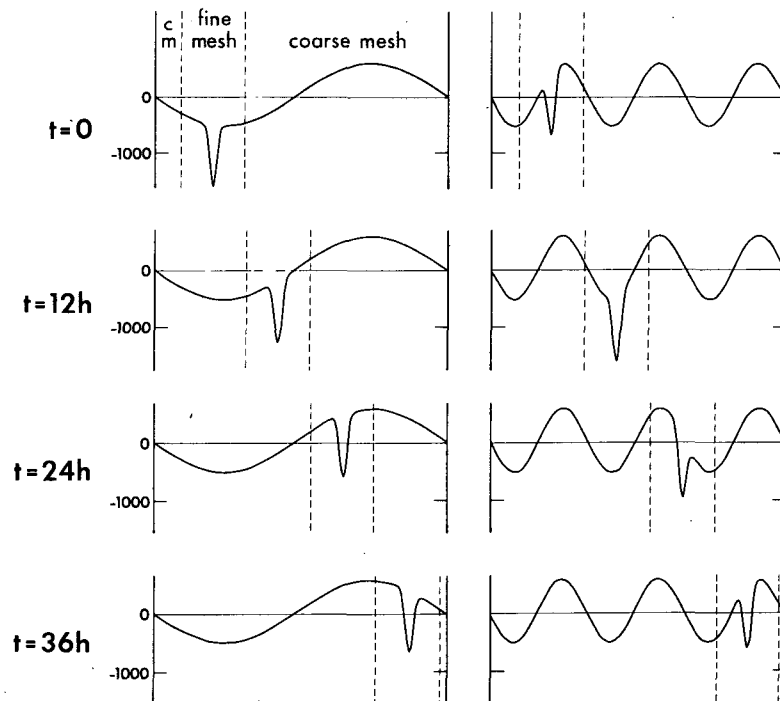 c
m
fine
mesh
coarse mesh
t=0
0
-1000
t=12h
0
-1000
t=24h
0
-1000
t=36h
0
-1000